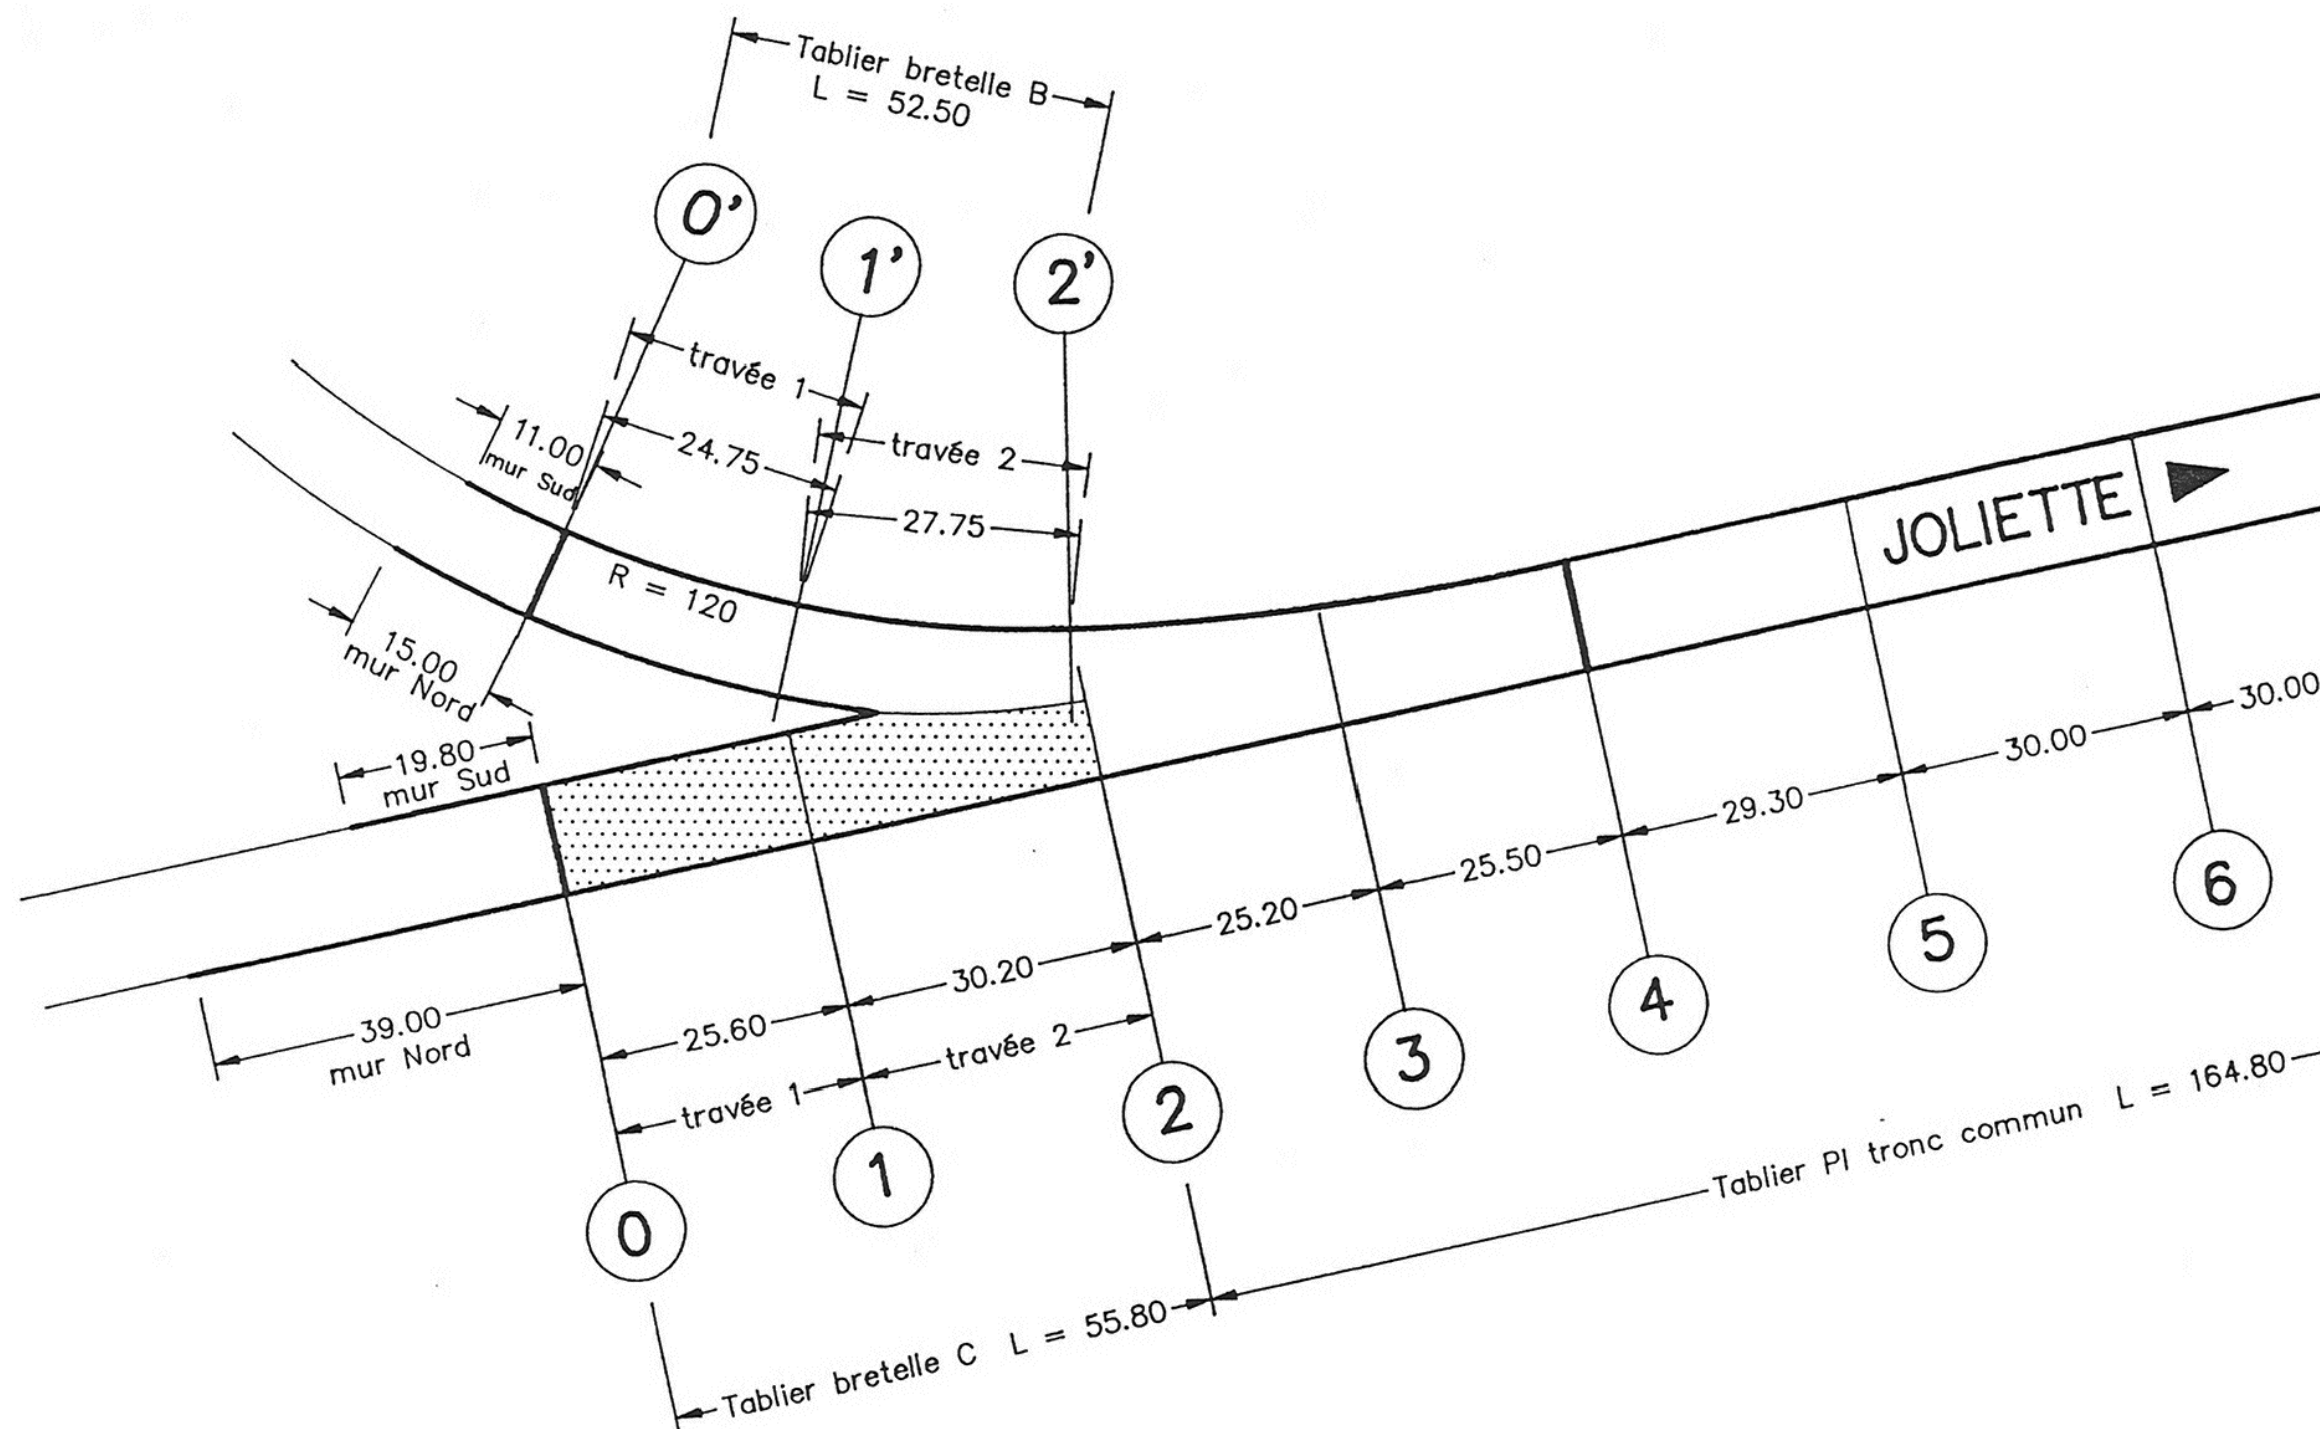 Tablier bretelle B
L = 52.50
0'
1'
2'
travée 1
travée 2
11.00
mur Sud
24.75
27.75
R = 120
15.00
mur Nord
19.80
mur Sud
JOLIETTE
39.00
mur Nord
25.60
30.20
25.20
25.50
29.30
30.00
30.00
travée 1
travée 2
0
1
2
3
4
5
6
Tablier bretelle C L = 55.80
Tablier PI tronc commun L = 164.80